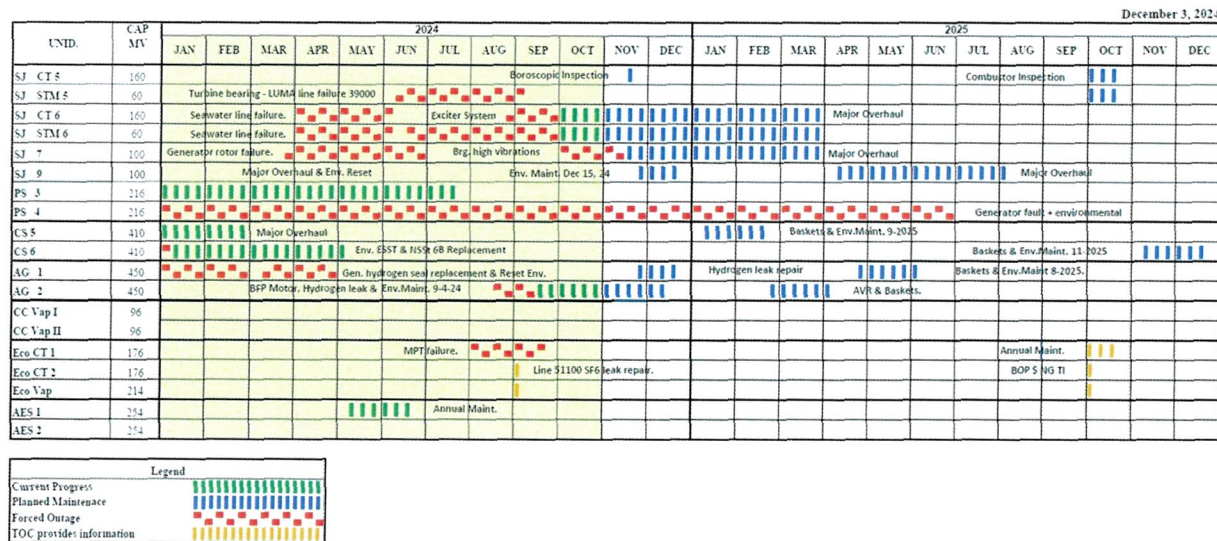 December 3, 2024
UNID. CAP MV 2024 2025
JAN FEB MAR APR MAY JUN JUL AUG SEP OCT NOV DEC JAN FEB MAR APR MAY JUN JUL AUG SEP OCT NOV DEC
SJ CT 5 160 Boroscopic Inspection Combustor Inspection
SJ STM 5 60 Turbine bearing - LUMA line failure 39000
SJ CT 6 160 Seawater line failure. Exciter System Major Overhaul
SJ STM 6 60 Seawater line failure.
SJ 7 100 Generator rotor failure. Brg. high vibrations Major Overhaul
SJ 9 100 Major Overhaul & Env. Reset Env. Maint. Dec 15, 24 Major Overhaul
PS 3 216
PS 4 216 Generator fault + environmental
CS 5 410 Major Overhaul Baskets & Env.Maint. 9-2025
CS 6 410 Env. ESST & NSSt 6B Replacement Baskets & Env.Maint. 11-2025
AG 1 450 Gen. hydrogen seal replacement & Reset Env. Hydrogen leak repair Baskets & Env.Maint 8-2025.
AG 2 450 BFP Motor. Hydrogen leak & Env.Maint. 9-4-24 AVR & Baskets.
CC Vap I 96
CC Vap II 96
Eco CT 1 176 MPT failure. Annual Maint.
Eco CT 2 176 Line 51100 SF6 leak repair. BOP $ NG TI
Eco Vap 214
AES 1 254 Annual Maint.
AES 2 254
Legend
Current Progress
Planned Maintenace
Forced Outage
TOC provides information